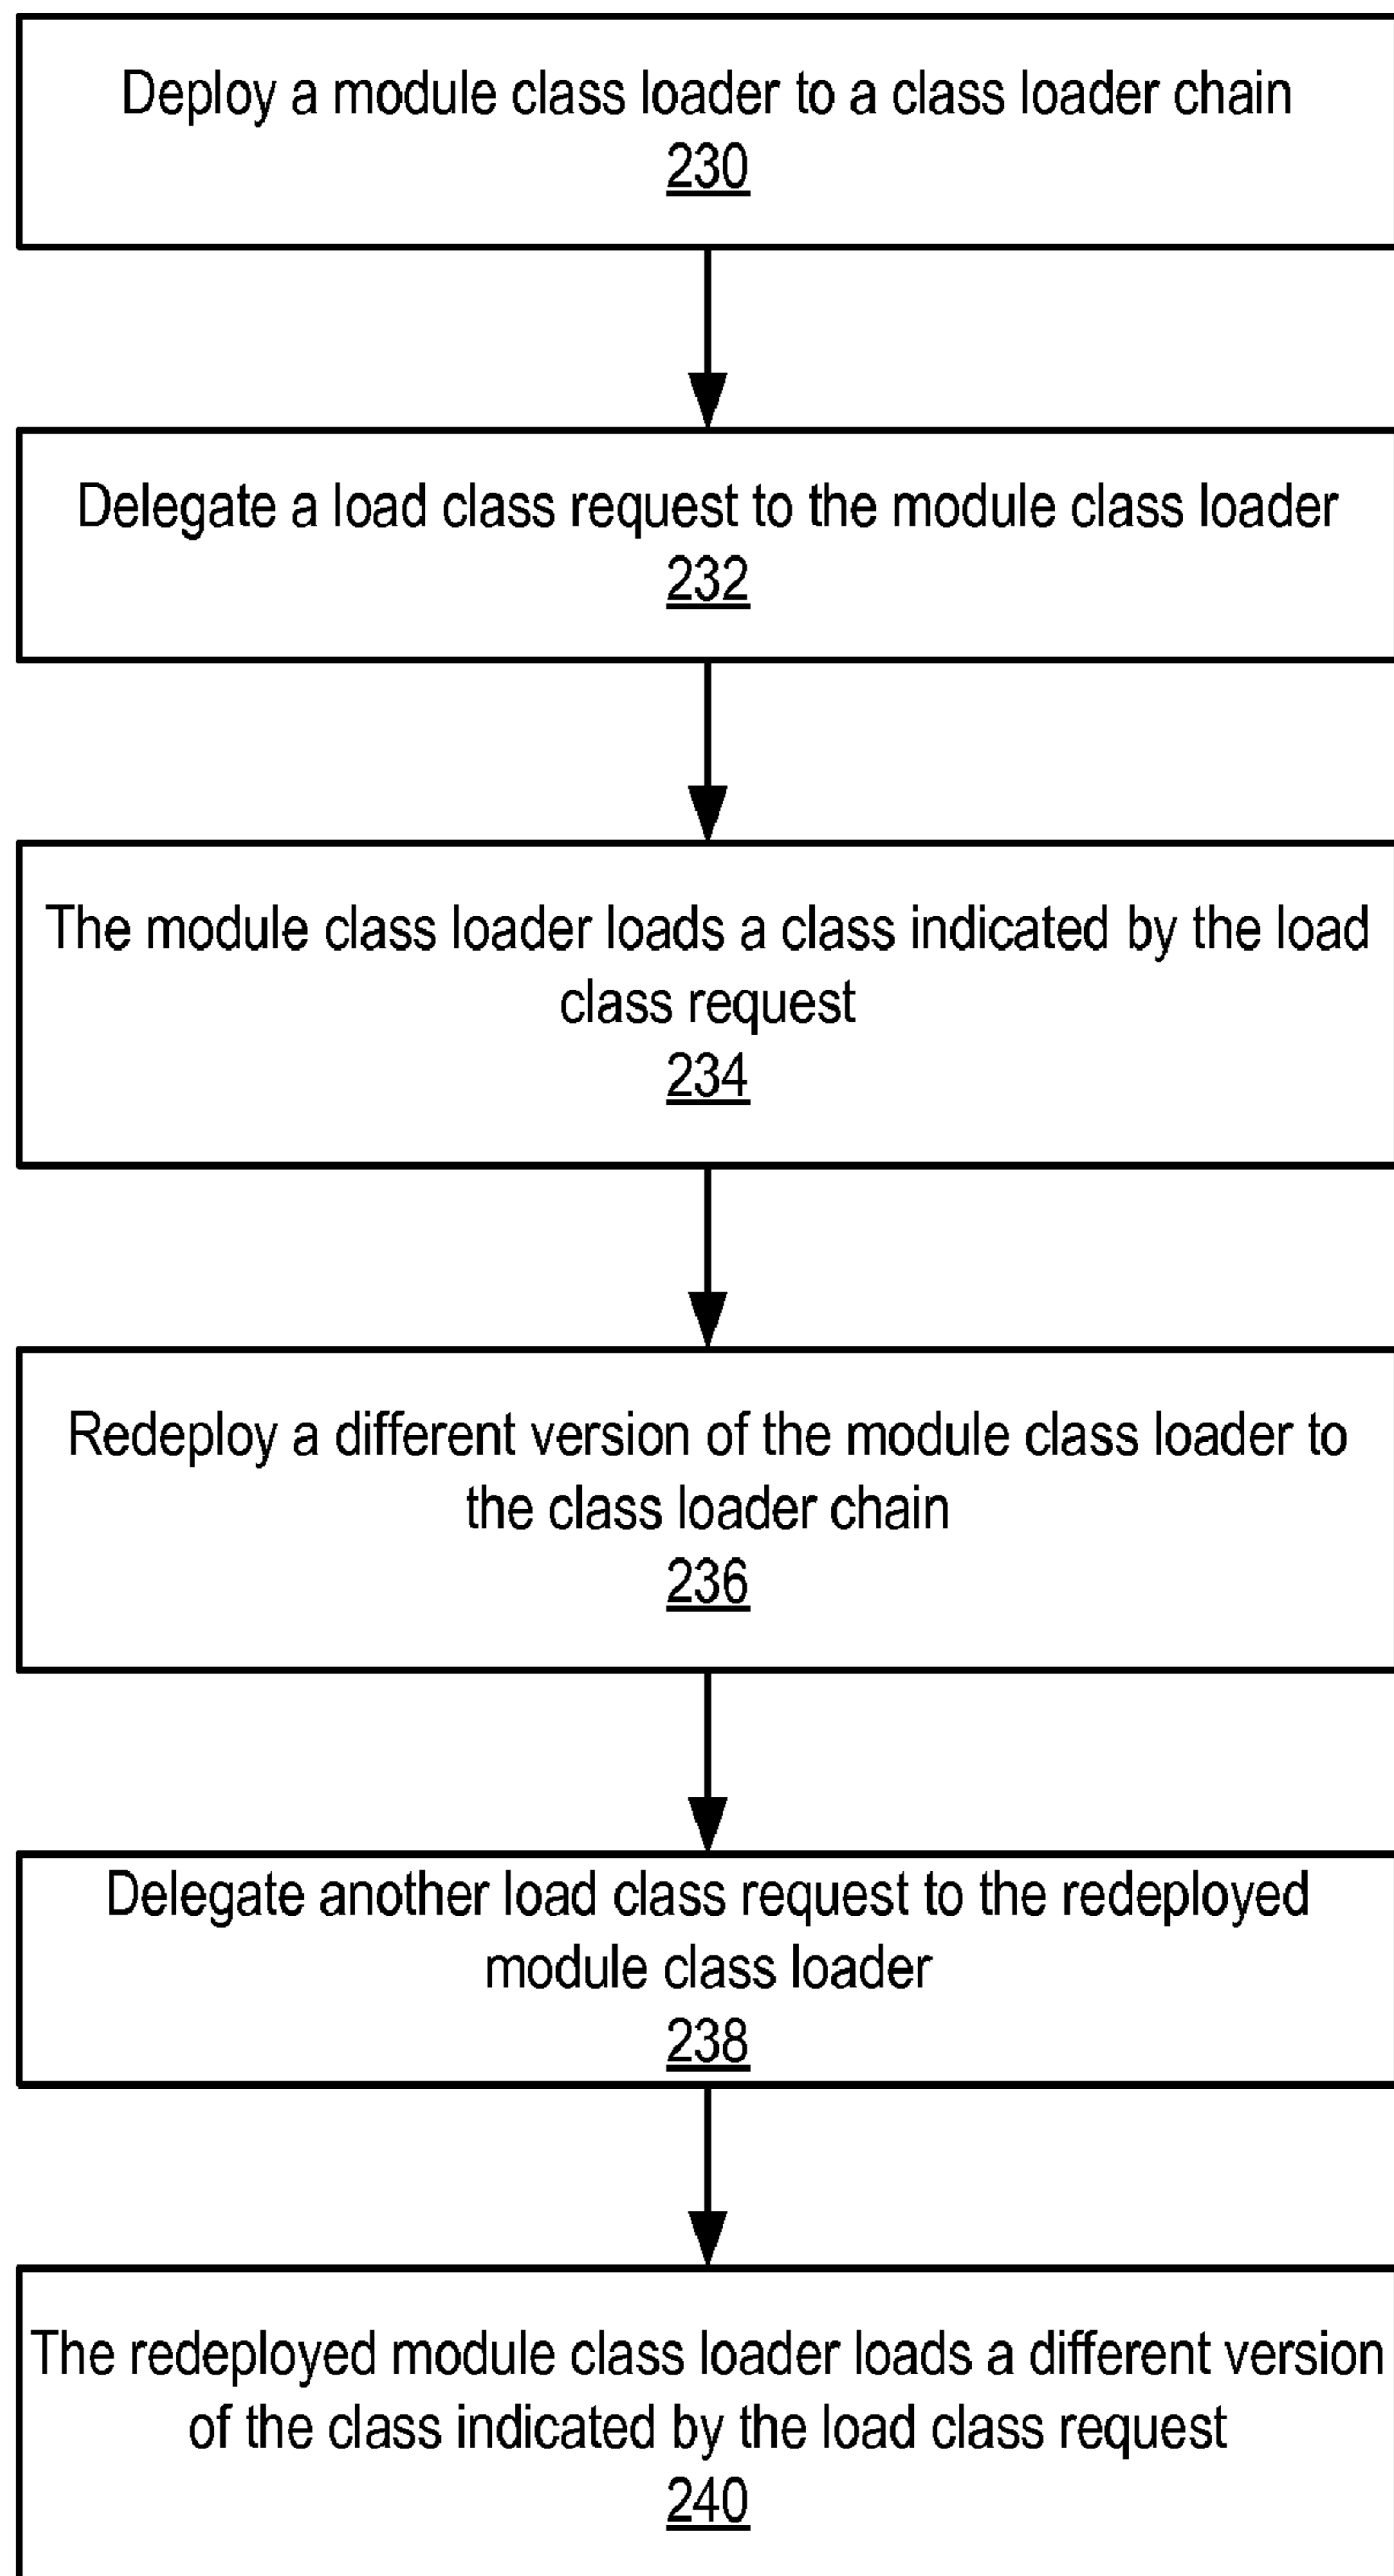 Deploy a module class loader to a class loader chain
230
Delegate a load class request to the module class loader
232
The module class loader loads a class indicated by the load
class request
234
Redeploy a different version of the module class loader to
the class loader chain
236
Delegate another load class request to the redeployed
module class loader
238
The redeployed module class loader loads a different version
of the class indicated by the load class request
240